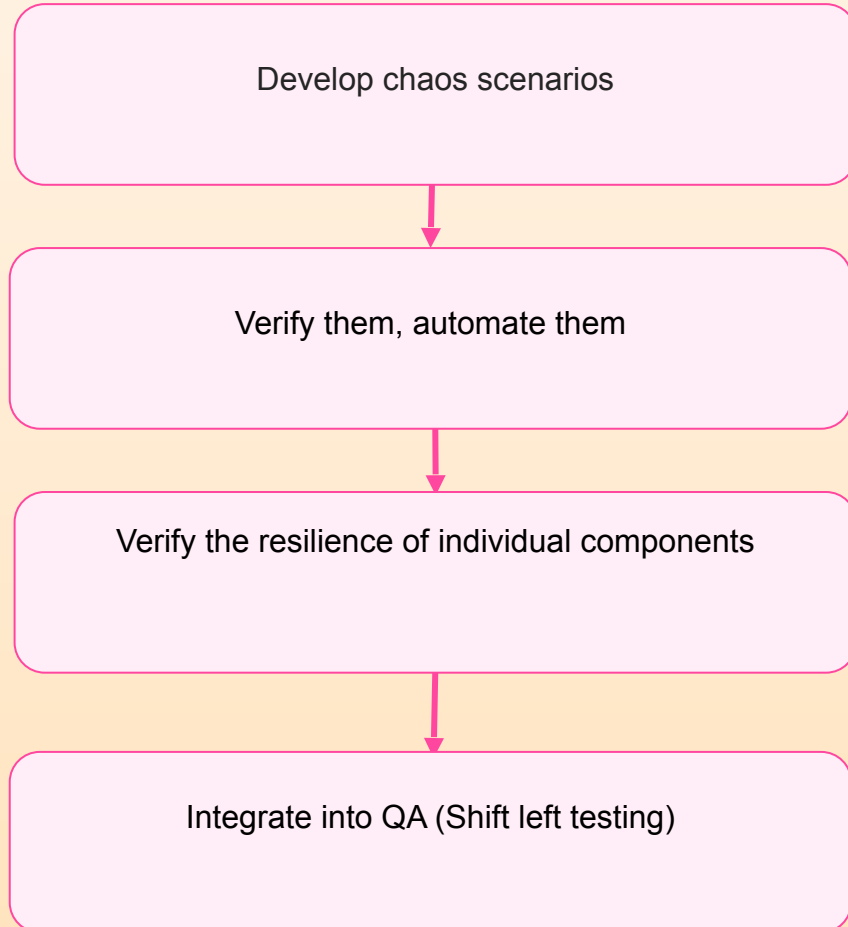 Develop chaos scenarios
Verify them, automate them
Verify the resilience of individual components
Integrate into QA (Shift left testing)